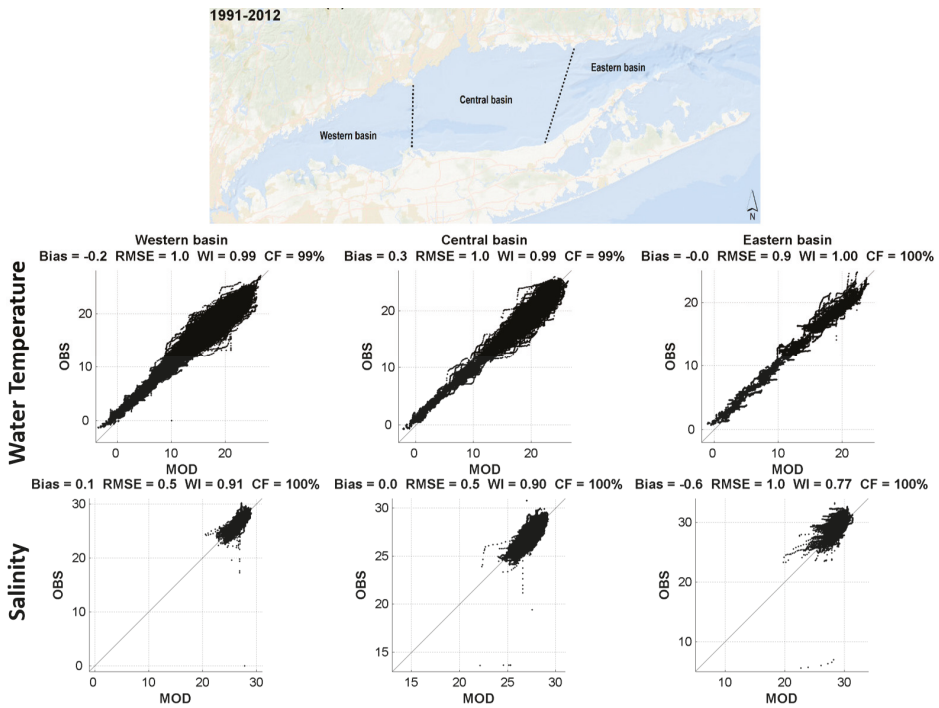 1991-2012
Eastern basin
Central basin
Western basin
N
Western basin
Bias = -0.2 RMSE = 1.0 WI = 0.99 CF = 99%
Central basin
Bias = 0.3 RMSE = 1.0 WI = 0.99 CF = 99%
Eastern basin
Bias = -0.0 RMSE = 0.9 WI = 1.00 CF = 100%
Water Temperature
OBS
20
10
0
0 10 20
MOD
OBS
20
10
0
0 10 20
MOD
OBS
20
10
0
0 10 20
MOD
Bias = 0.1 RMSE = 0.5 WI = 0.91 CF = 100%
Bias = 0.0 RMSE = 0.5 WI = 0.90 CF = 100%
Bias = -0.6 RMSE = 1.0 WI = 0.77 CF = 100%
Salinity
OBS
30
20
10
0
0 10 20 30
MOD
OBS
30
25
20
15
13
15 20 25 30
MOD
OBS
30
20
10
10 20 30
MOD